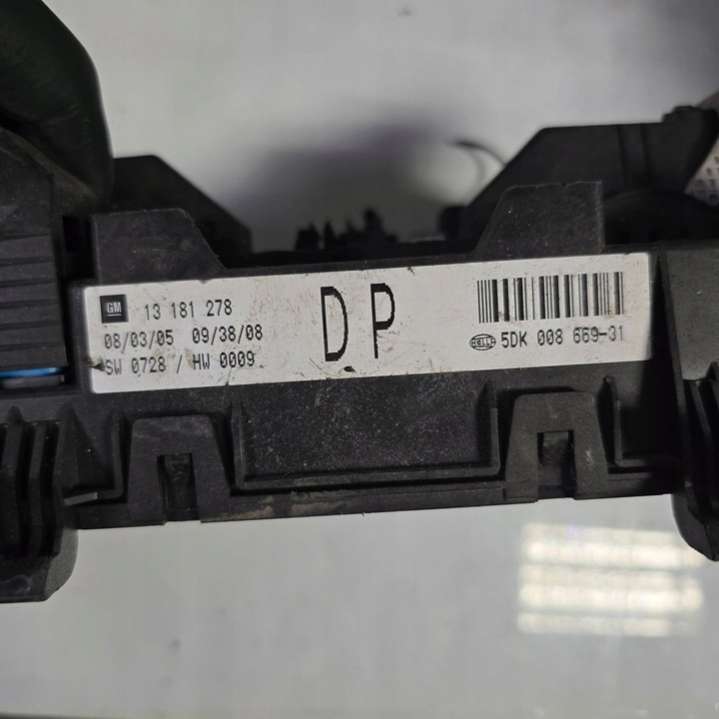 GM 13 181 278
08/03/05 09/38/08
SW 0728 / HW 0009
DP
HELLA 5DK 008 669-31